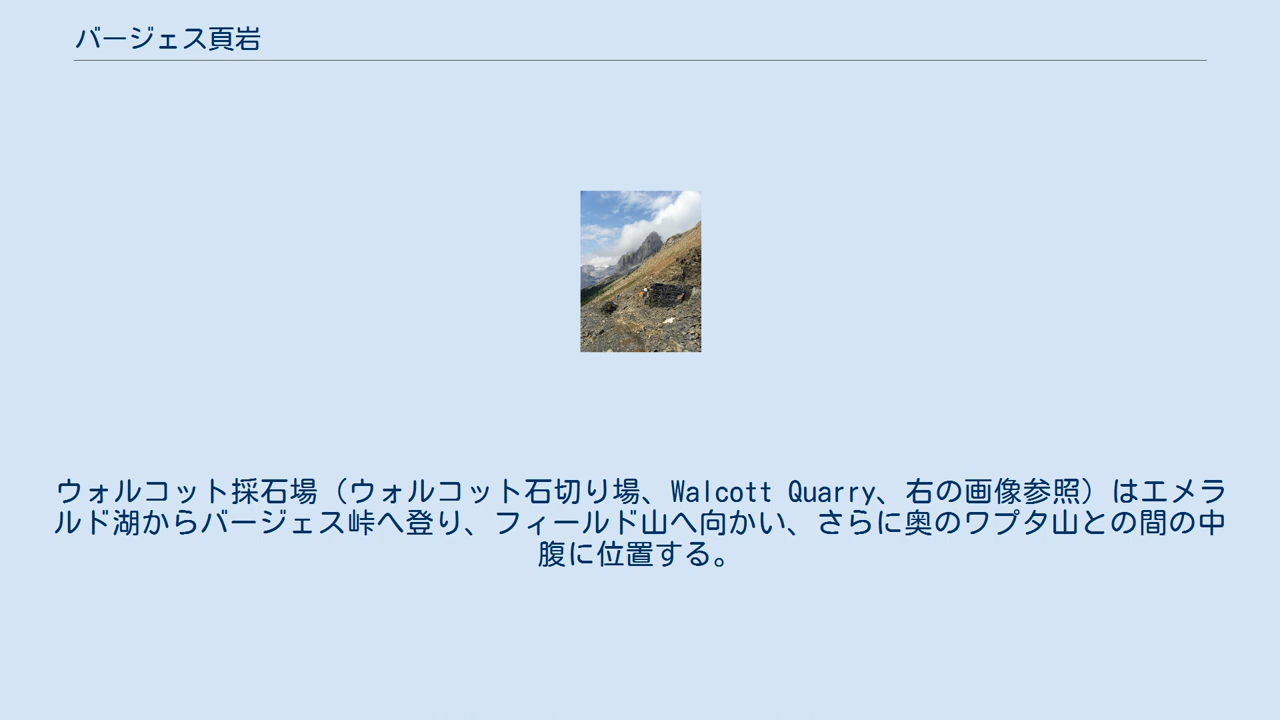 バージェス頁岩
ウォルコット採石場（ウォルコット石切り場、Walcott Quarry、右の画像参照）はエメラ
ルド湖からバージェス峠へ登り、フィールド山へ向かい、さらに奥のワプタ山との間の中
腹に位置する。